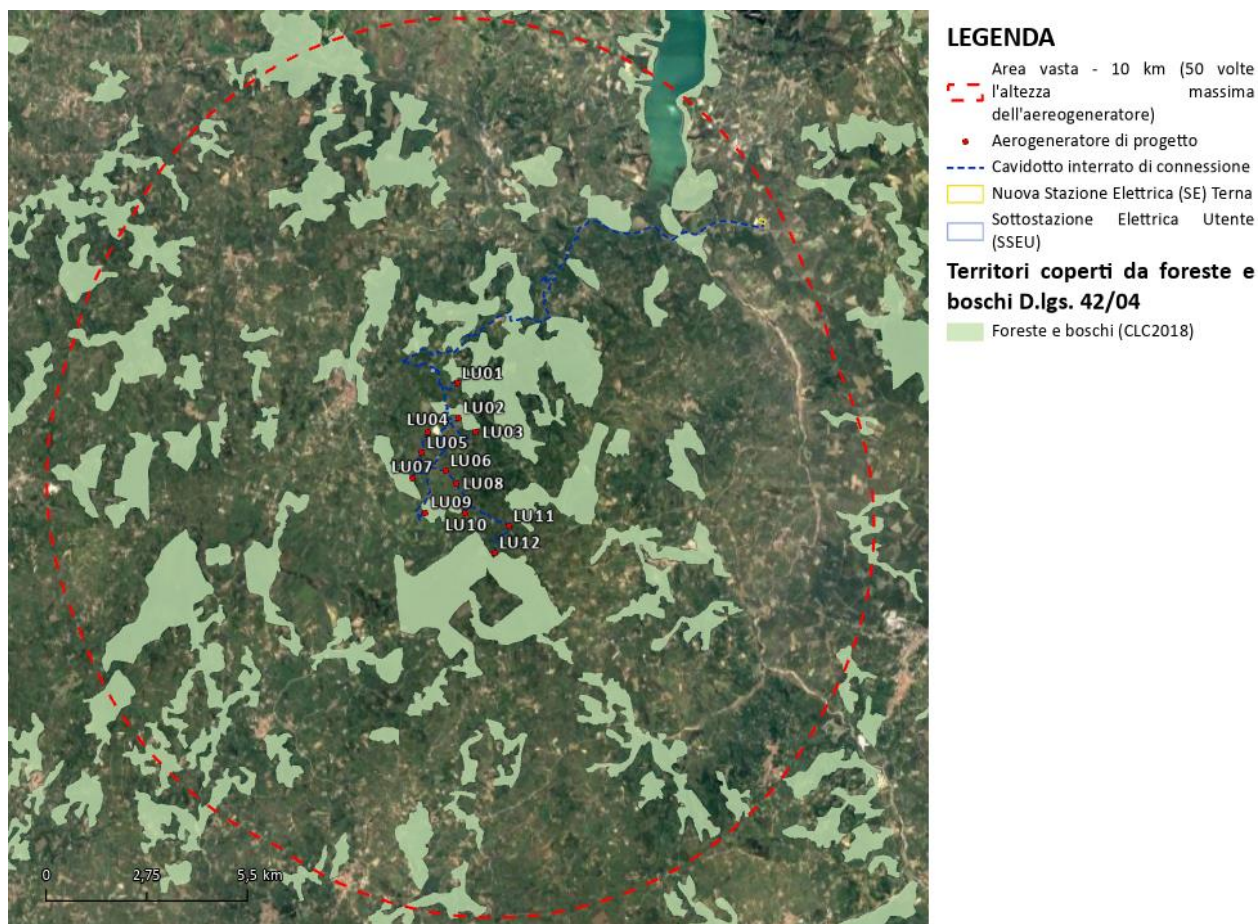 LEGENDA
Area vasta - 10 km (50 volte
l'altezza massima
dell'aereogeneratore)
Aerogeneratore di progetto
Cavidotto interrato di connessione
Nuova Stazione Elettrica (SE) Terna
Sottostazione Elettrica Utente
(SSEU)
Territori coperti da foreste e
boschi D.lgs. 42/04
Foreste e boschi (CLC2018)
LU01
LU02
LU04
LU03
LU05
LU07
LU06
LU08
LU09
LU10
LU11
LU12
0
2,75
5,5 km